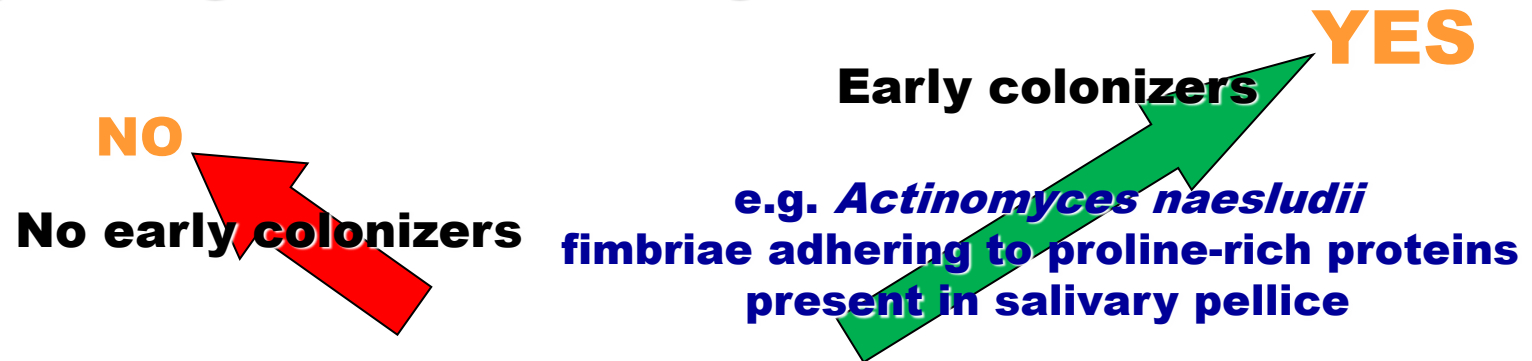 NO
No early colonizers
YES
Early colonizers
e.g. Actinomyces naesludii
fimbriae adhering to proline-rich proteins
present in salivary pellice